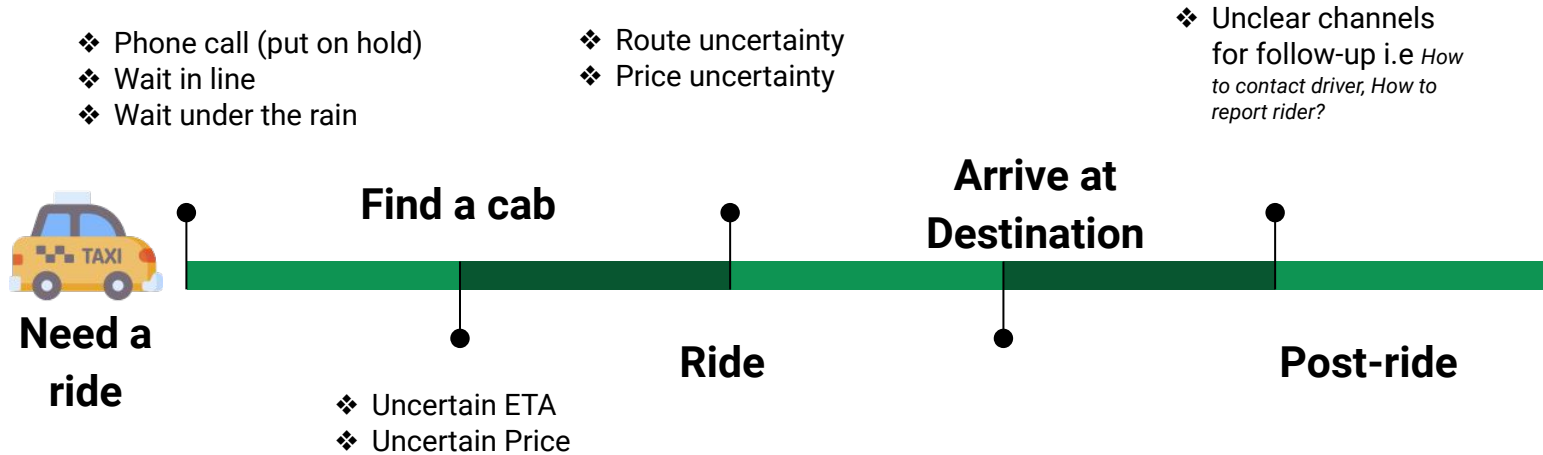 ❖ Phone call (put on hold)
❖ Wait in line
❖ Wait under the rain
❖ Route uncertainty
❖ Price uncertainty
❖ Unclear channels
for follow-up i.e How
to contact driver, How to
report rider?
TAXI
Need a
ride
Find a cab
Ride
Arrive at
Destination
Post-ride
❖ Uncertain ETA
❖ Uncertain Price